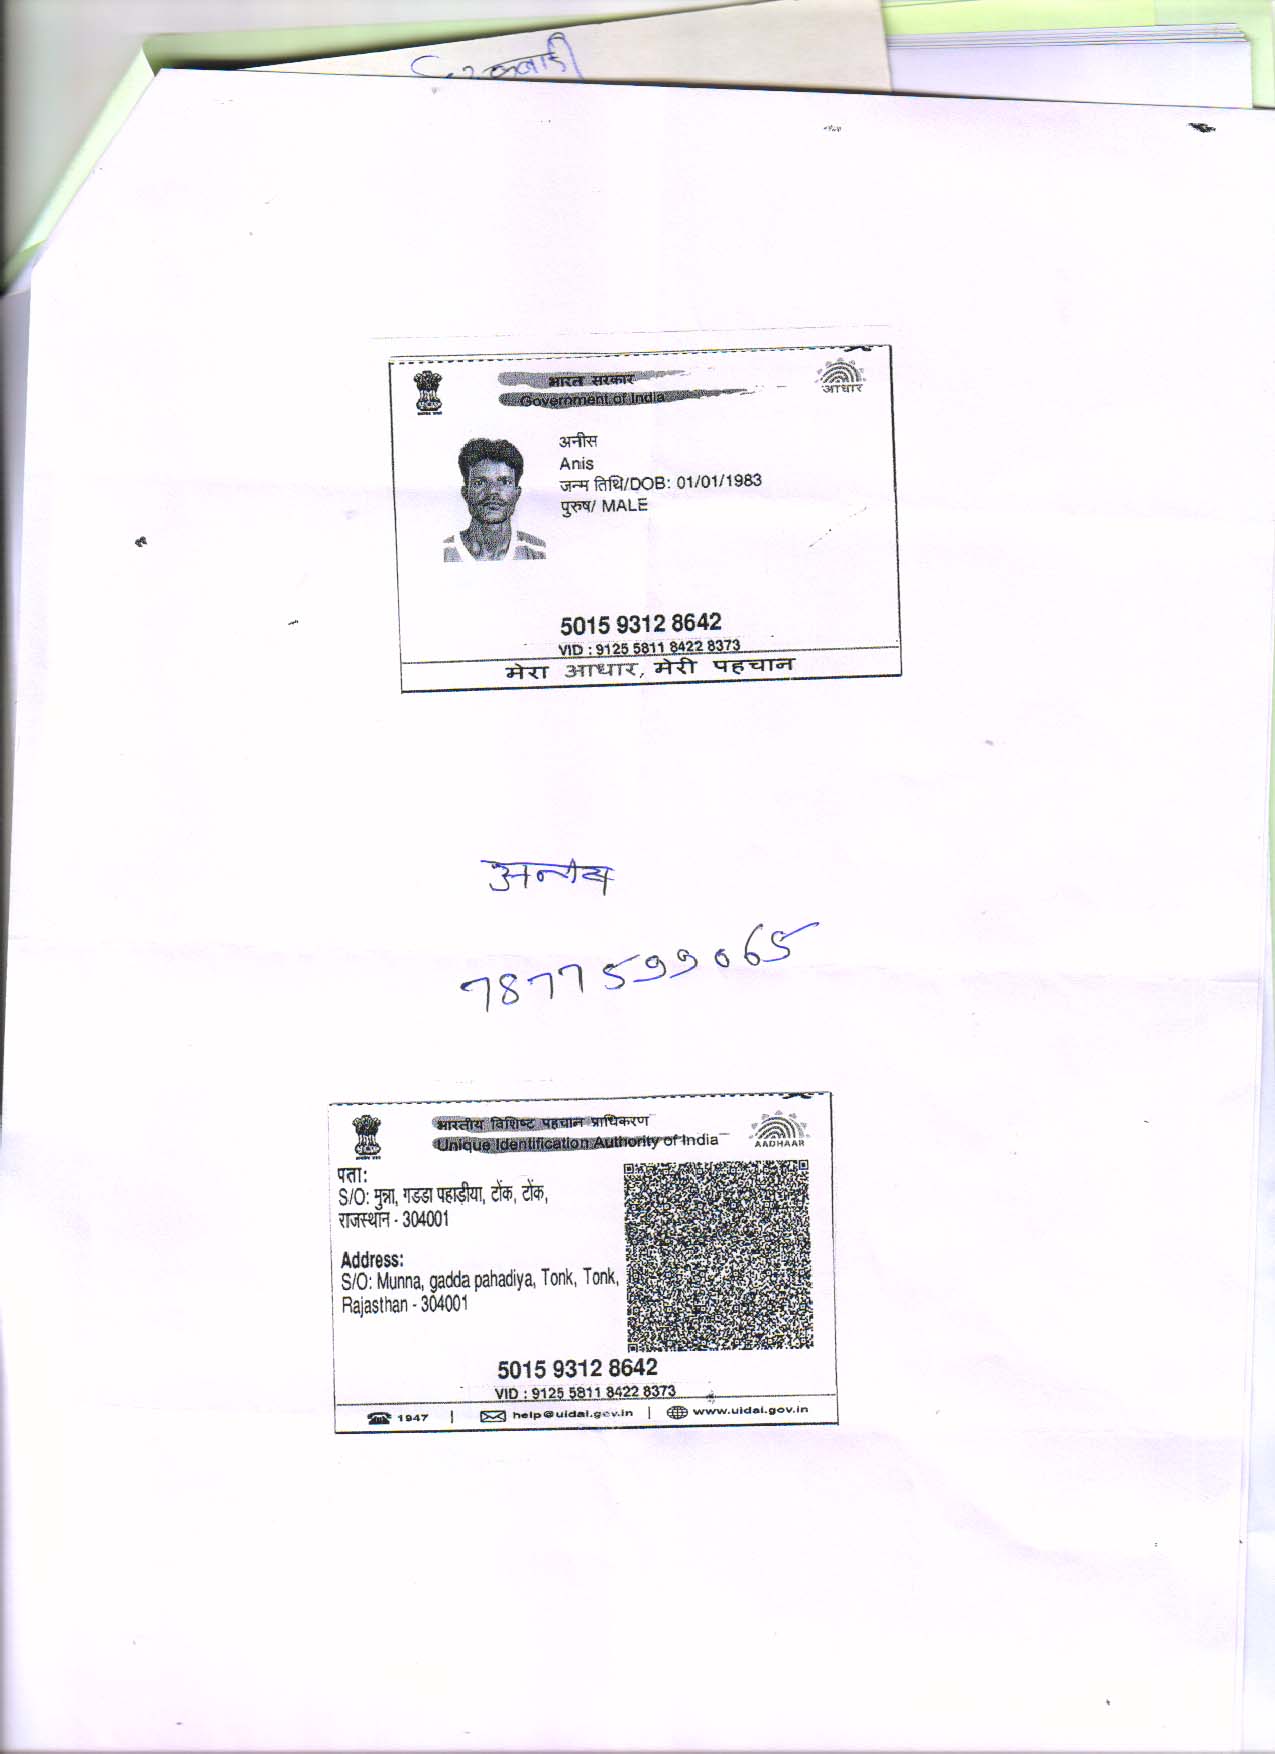 भारत सरकार
Government of India
आधार
अनीस
Anis
जन्म तिथि/DOB: 01/01/1983
पुरुष/ MALE
5015 9312 8642
VID : 9125 5811 8422 8373
मेरा आधार, मेरी पहचान
7877599065
भारतीय विशिष्ट पहचान प्राधिकरण
Unique Identification Authority of India
AADHAAR
पता:
S/O: मुन्ना, गडडा पहाड़ीया, टोंक, टोंक,
राजस्थान - 304001
Address:
S/O: Munna, gadda pahadiya, Tonk, Tonk,
Rajasthan - 304001
5015 9312 8642
VID : 9125 5811 8422 8373
1947 | help@uidai.gov.in | www.uidai.gov.in